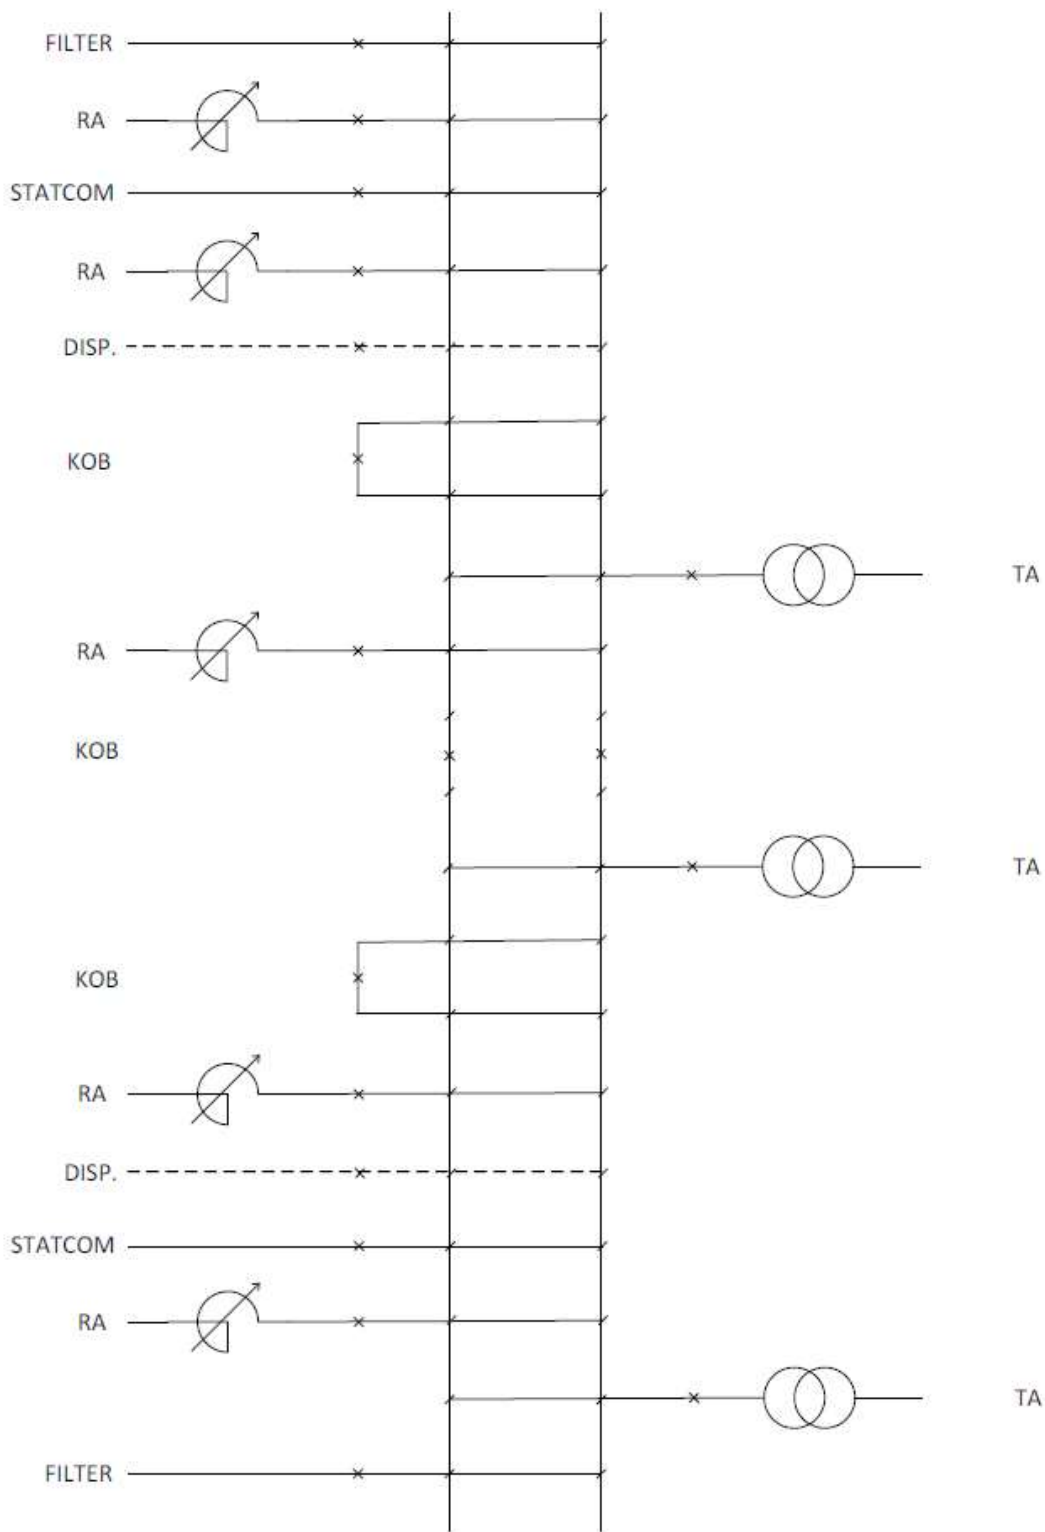 FILTER
RA
STATCOM
RA
DISP.
KOB
TA
RA
KOB
TA
KOB
RA
DISP.
STATCOM
RA
TA
FILTER